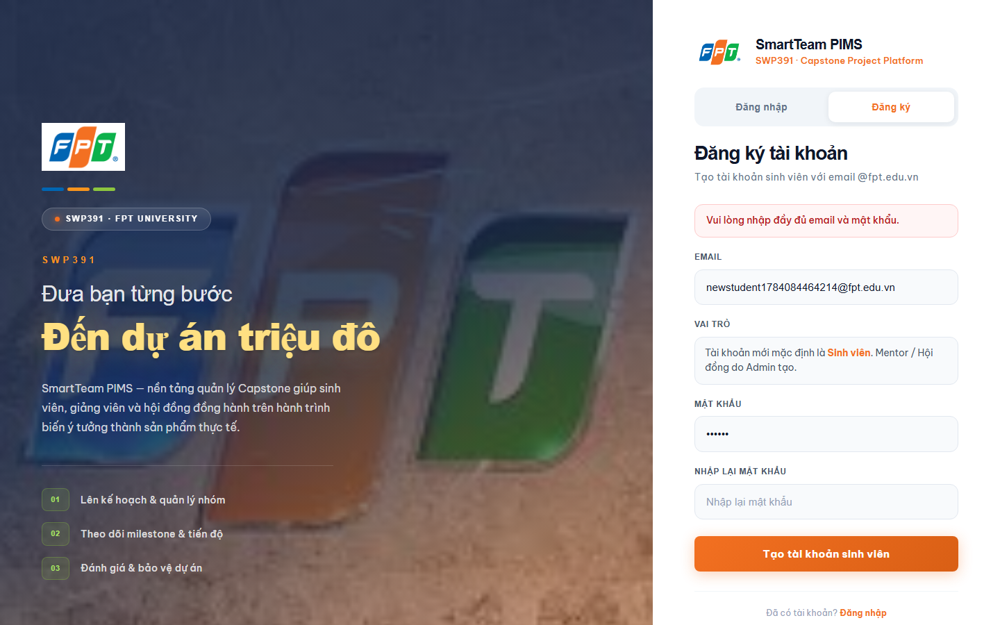 FPT®
SWP391 · FPT UNIVERSITY
SWP391
Đưa bạn từng bước
Đến dự án triệu đô
SmartTeam PIMS — nền tảng quản lý Capstone giúp sinh
viên, giảng viên và hội đồng đồng hành trên hành trình
biến ý tưởng thành sản phẩm thực tế.
01 Lên kế hoạch & quản lý nhóm
02 Theo dõi milestone & tiến độ
03 Đánh giá & bảo vệ dự án
FPT
FPT®
SmartTeam PIMS
SWP391 · Capstone Project Platform
Đăng nhập
Đăng ký
Đăng ký tài khoản
Tạo tài khoản sinh viên với email @fpt.edu.vn
Vui lòng nhập đầy đủ email và mật khẩu.
EMAIL
newstudent1784084464214@fpt.edu.vn
VAI TRÒ
Tài khoản mới mặc định là Sinh viên. Mentor / Hội
đồng do Admin tạo.
MẬT KHẨU
••••••
NHẬP LẠI MẬT KHẨU
Nhập lại mật khẩu
Tạo tài khoản sinh viên
Đã có tài khoản? Đăng nhập